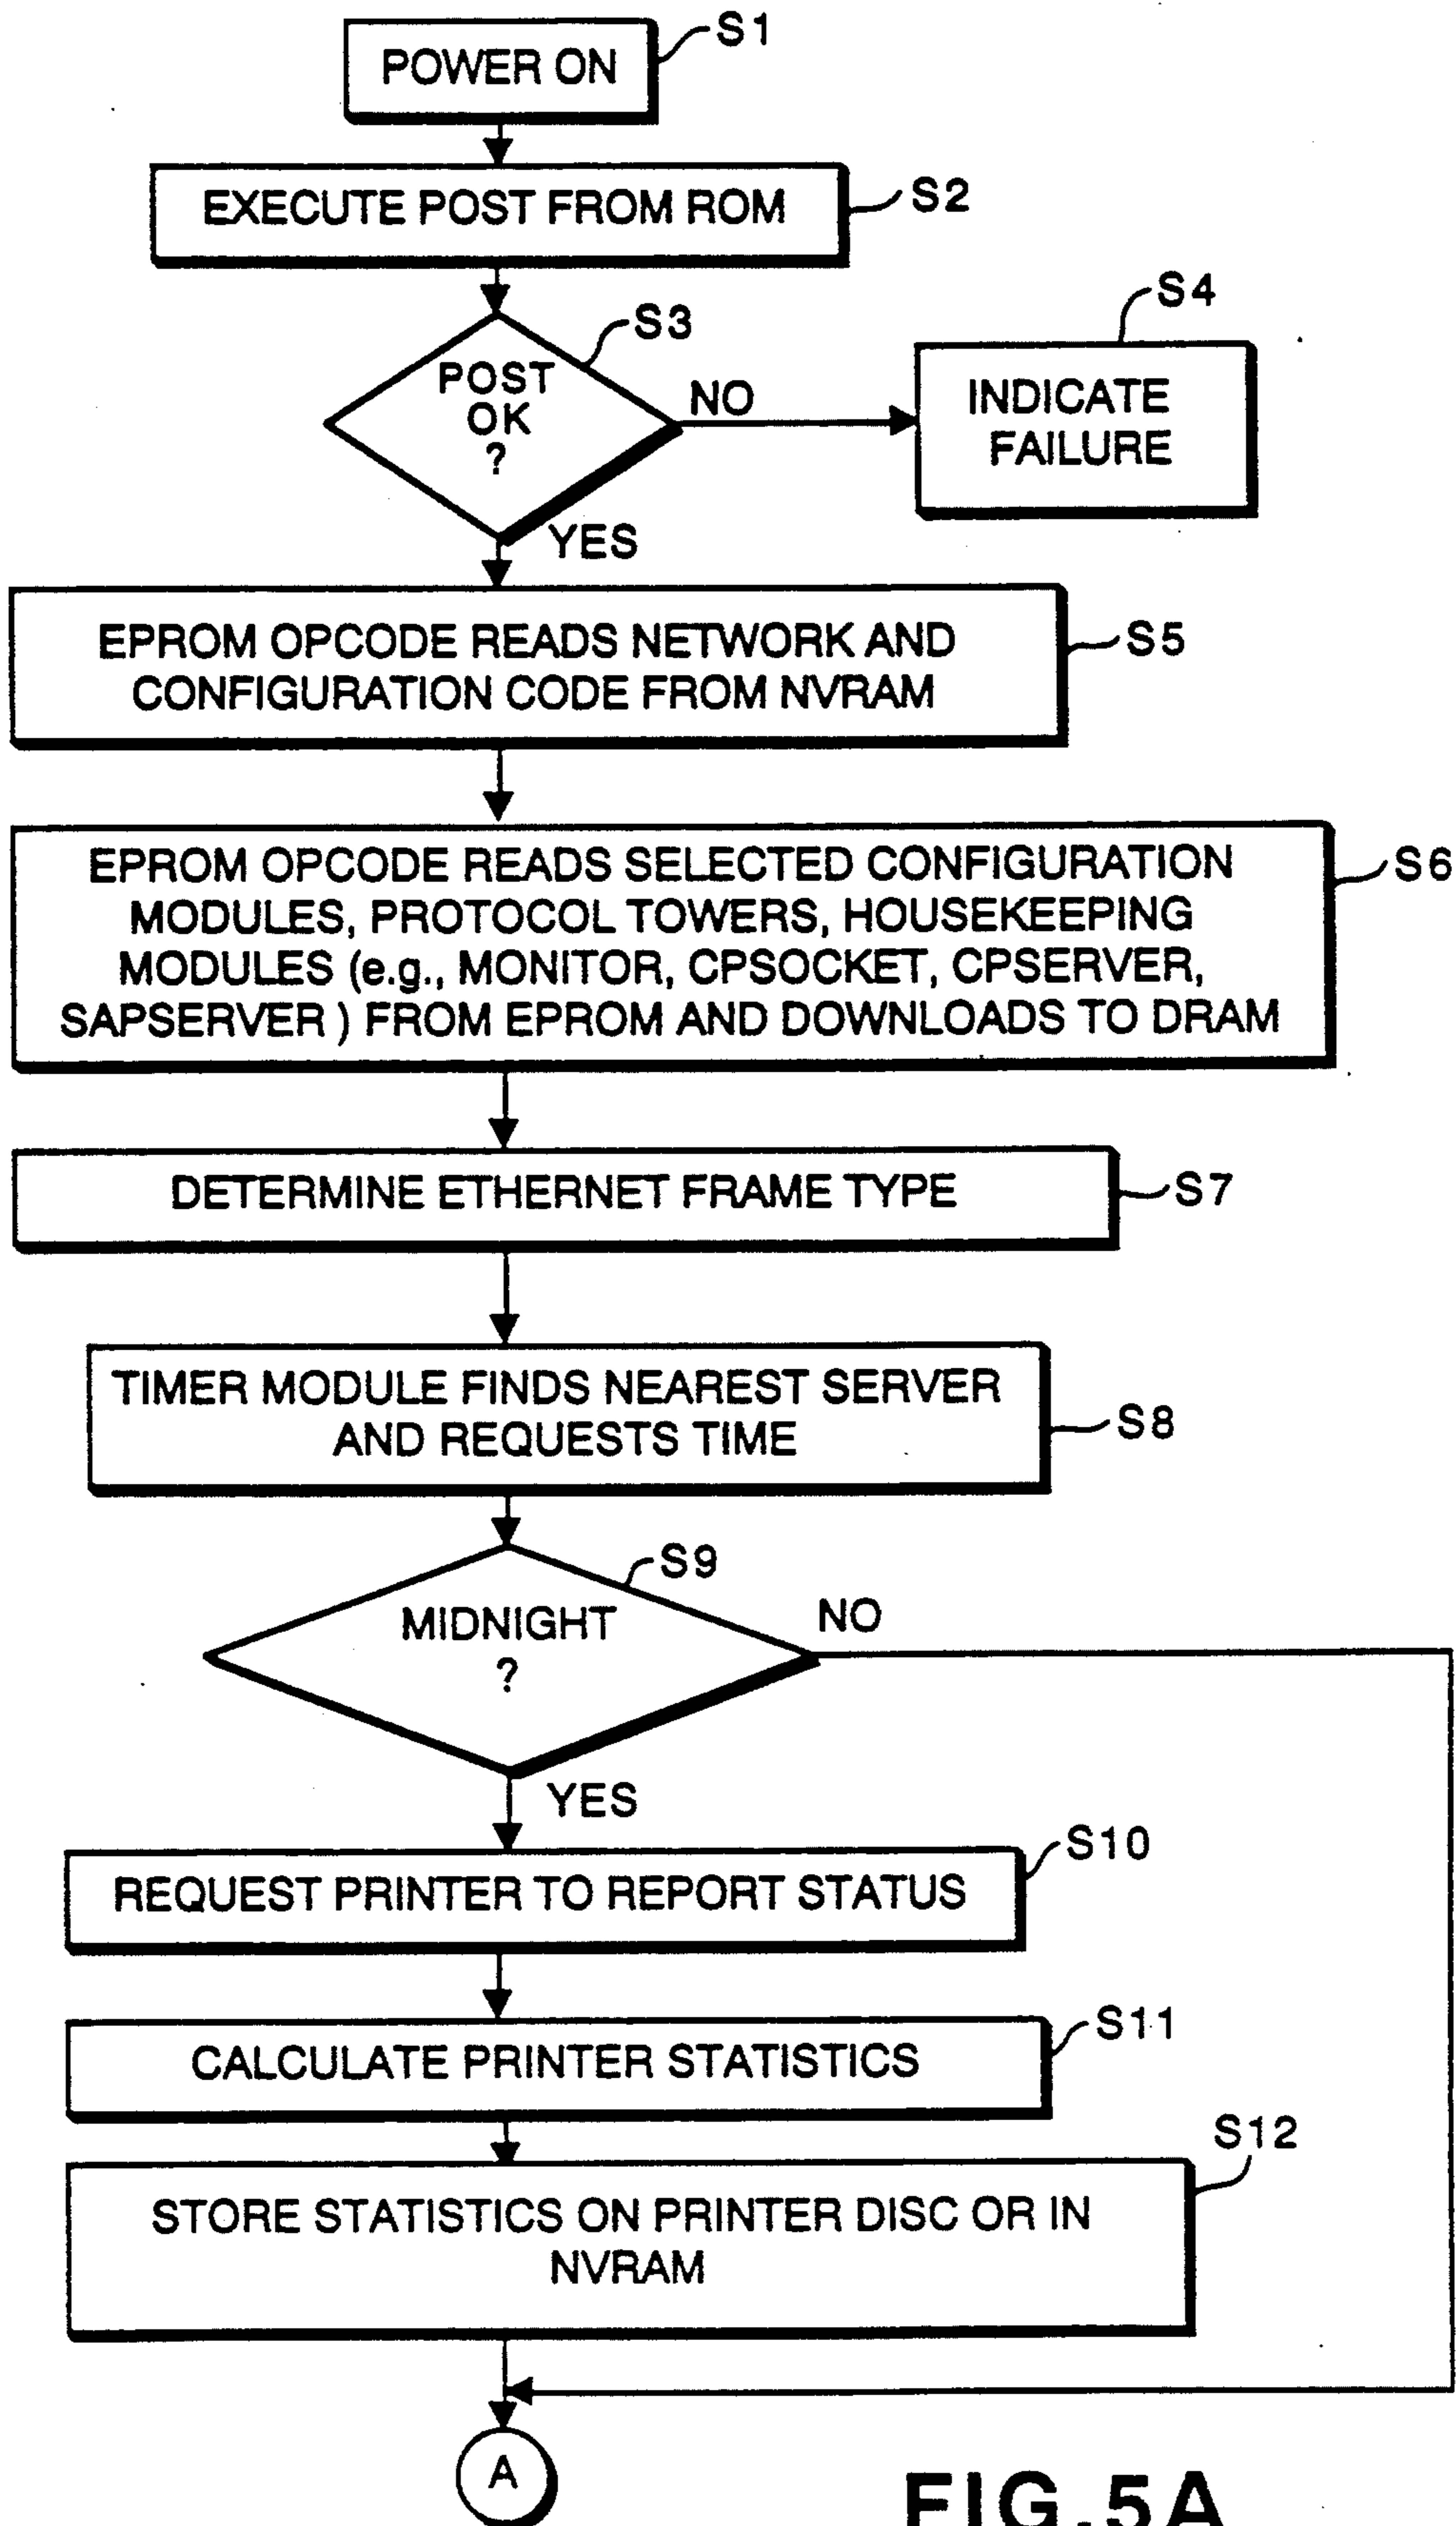 S1
POWER ON
EXECUTE POST FROM ROM
S2
S3
POST
OK
?
NO
YES
S4
INDICATE
FAILURE
EPROM OPCODE READS NETWORK AND
CONFIGURATION CODE FROM NVRAM
S5
EPROM OPCODE READS SELECTED CONFIGURATION
MODULES, PROTOCOL TOWERS, HOUSEKEEPING
MODULES (e.g., MONITOR, CPSOCKET, CPSERVER,
SAPSERVER ) FROM EPROM AND DOWNLOADS TO DRAM
S6
DETERMINE ETHERNET FRAME TYPE
S7
TIMER MODULE FINDS NEAREST SERVER
AND REQUESTS TIME
S8
S9
MIDNIGHT
?
NO
YES
S10
REQUEST PRINTER TO REPORT STATUS
S11
CALCULATE PRINTER STATISTICS
S12
STORE STATISTICS ON PRINTER DISC OR IN
NVRAM
A
FIG.5A